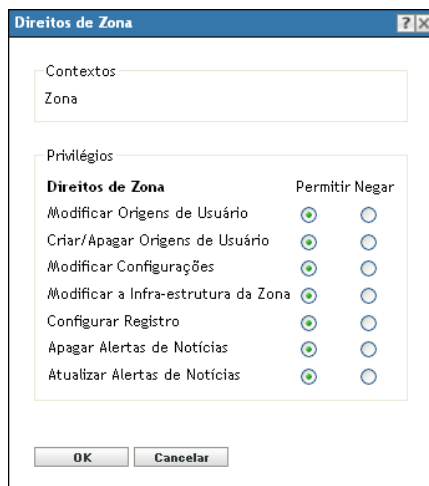 Direitos de Zona
Contextos
Zona
Privilégios
Direitos de Zona Permitir Negar
Modificar Origens de Usuário
Criar/Apagar Origens de Usuário
Modificar Configurações
Modificar a Infra-estrutura da Zona
Configurar Registro
Apagar Alertas de Notícias
Atualizar Alertas de Notícias
OK Cancelar